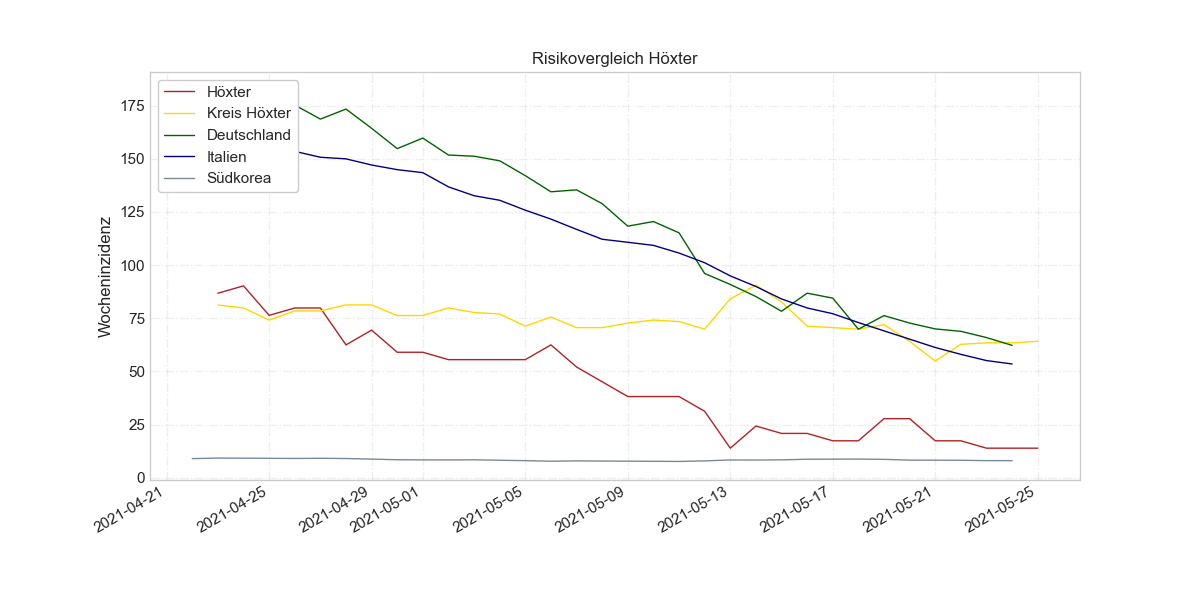 Risikovergleich Höxter
Höxter
Kreis Höxter
Deutschland
Italien
Südkorea
Wocheninzidenz
175
150
125
100
75
50
25
0
2021-04-21
2021-04-25
2021-04-29
2021-05-01
2021-05-05
2021-05-09
2021-05-13
2021-05-17
2021-05-21
2021-05-25